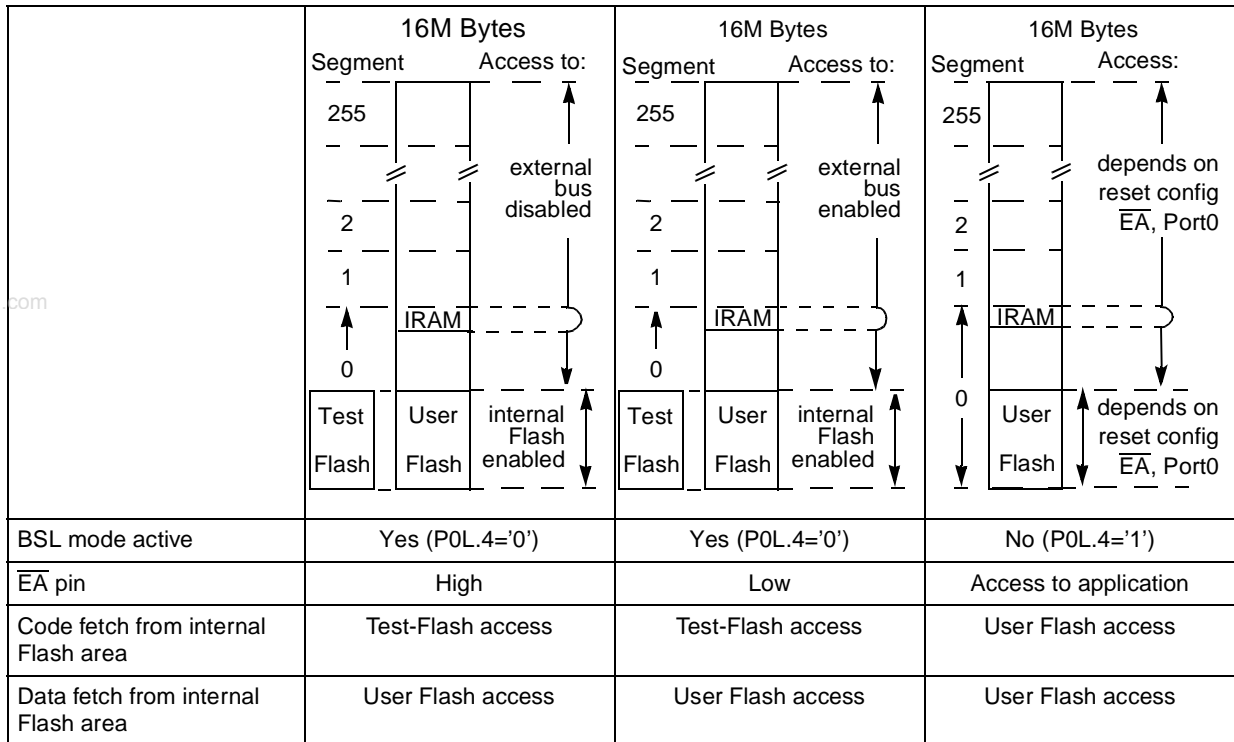 16M Bytes
Segment Access to:
255
external
bus
disabled
2
1
IRAM
0
Test User
Flash Flash
internal
Flash
enabled
16M Bytes
Segment Access to:
255
external
bus
enabled
2
1
IRAM
0
Test User
Flash Flash
internal
Flash
enabled
16M Bytes
Segment Access:
255
depends on
reset config
EA, Port0
2
1
IRAM
0
User
Flash
depends on
reset config
EA, Port0
.com
BSL mode active Yes (P0L.4=’0’) Yes (P0L.4=’0’) No (P0L.4=’1’)
EA pin High Low Access to application
Code fetch from internal Test-Flash access Test-Flash access User Flash access
Flash area
Data fetch from internal User Flash access User Flash access User Flash access
Flash area